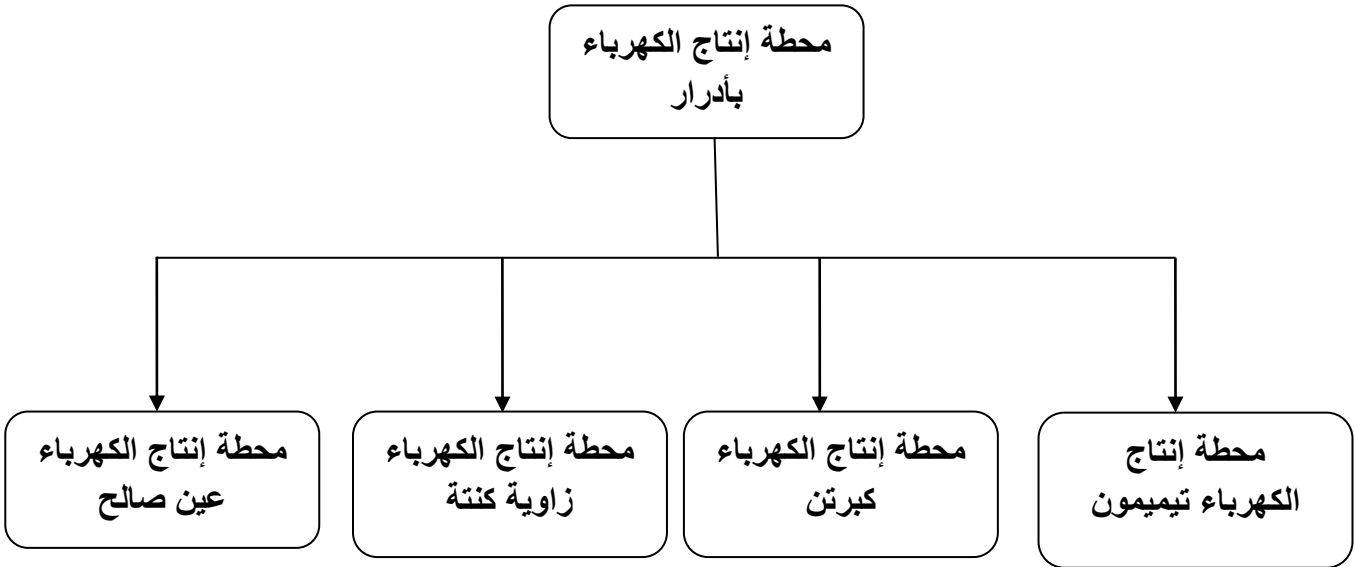 محطة إنتاج الكهرباء
بأدرار
محطة إنتاج
الكهرباء تيميمون
محطة إنتاج الكهرباء
كبرتن
محطة إنتاج الكهرباء
زاوية كنتة
محطة إنتاج الكهرباء
عين صالح